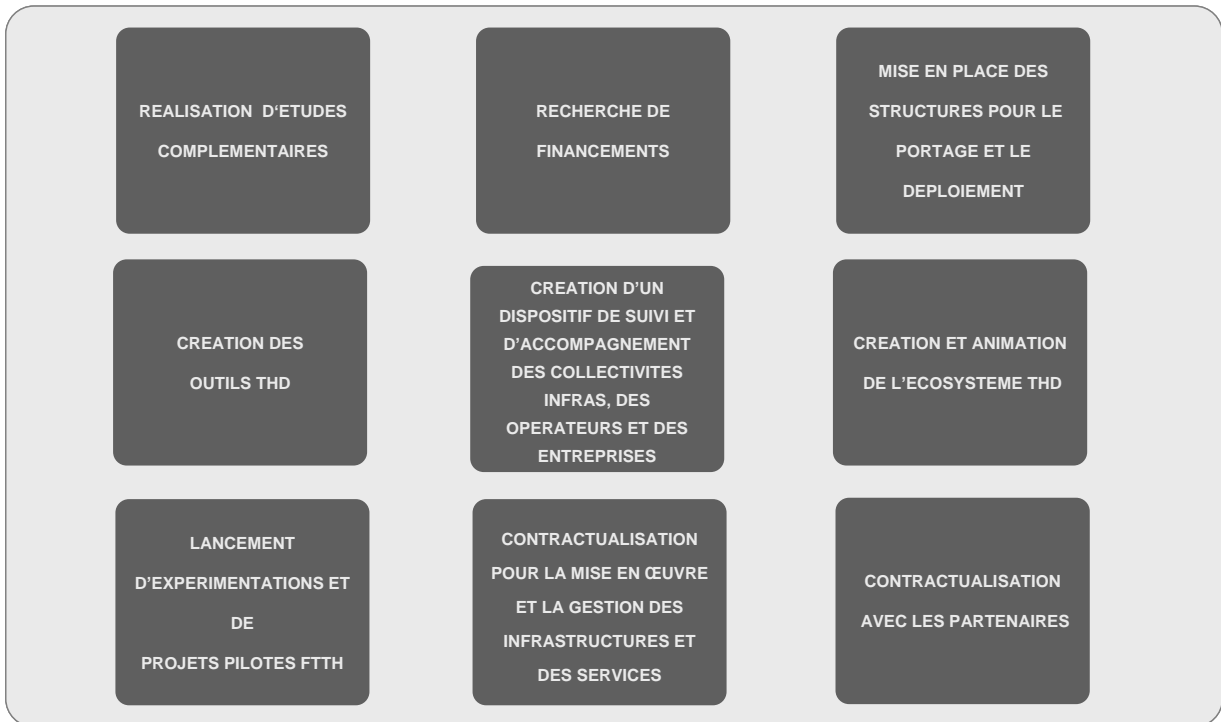 REALISATION D‘ETUDES
COMPLEMENTAIRES
RECHERCHE DE
FINANCEMENTS
MISE EN PLACE DES
STRUCTURES POUR LE
PORTAGE ET LE
DEPLOIEMENT
CREATION DES
OUTILS THD
CREATION D’UN
DISPOSITIF DE SUIVI ET
D’ACCOMPAGNEMENT
DES COLLECTIVITES
INFRAS, DES
OPERATEURS ET DES
ENTREPRISES
CREATION ET ANIMATION
DE L’ECOSYSTEME THD
LANCEMENT
D’EXPERIMENTATIONS ET
DE
PROJETS PILOTES FTTH
CONTRACTUALISATION
POUR LA MISE EN ŒUVRE
ET LA GESTION DES
INFRASTRUCTURES ET
DES SERVICES
CONTRACTUALISATION
AVEC LES PARTENAIRES